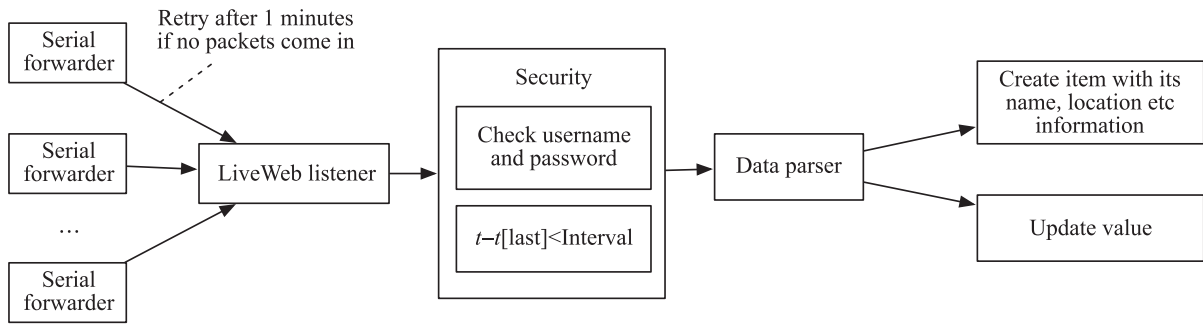 Serial
forwarder
Retry after 1 minutes
if no packets come in
Serial
forwarder
...
Serial
forwarder
LiveWeb listener
Security
Check username
and password
t–t[last]<Interval
Data parser
Create item with its
name, location etc
information
Update value